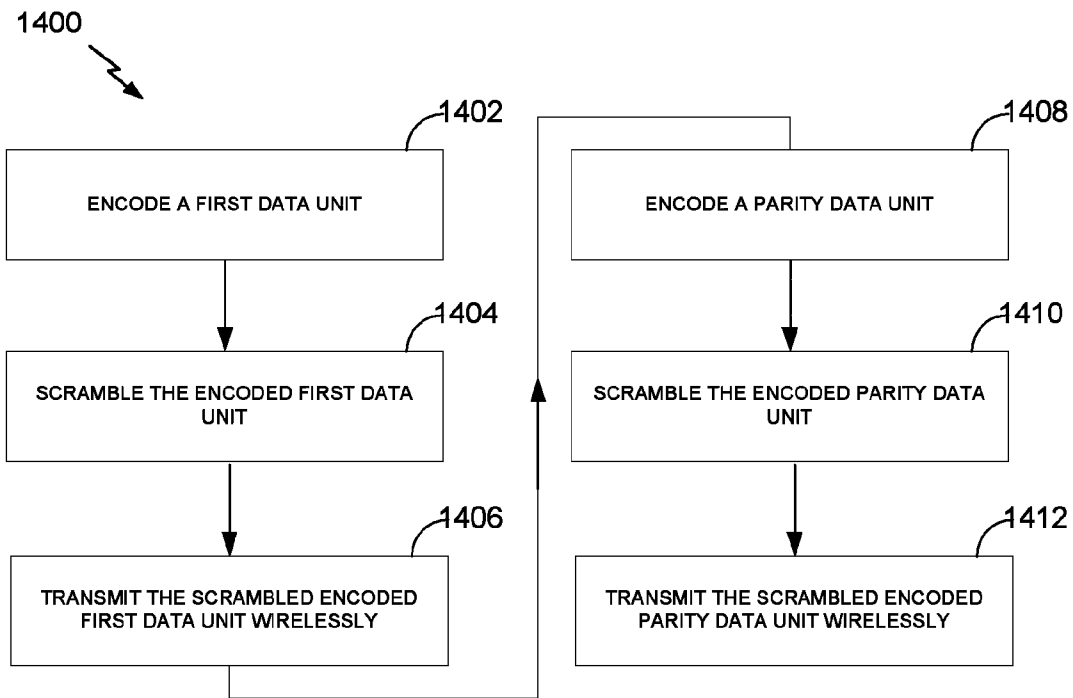 1400
1402
ENCODE A FIRST DATA UNIT
1404
SCRAMBLE THE ENCODED FIRST DATA
UNIT
1406
TRANSMIT THE SCRAMBLED ENCODED
FIRST DATA UNIT WIRELESSLY
1408
ENCODE A PARITY DATA UNIT
1410
SCRAMBLE THE ENCODED PARITY DATA
UNIT
1412
TRANSMIT THE SCRAMBLED ENCODED
PARITY DATA UNIT WIRELESSLY